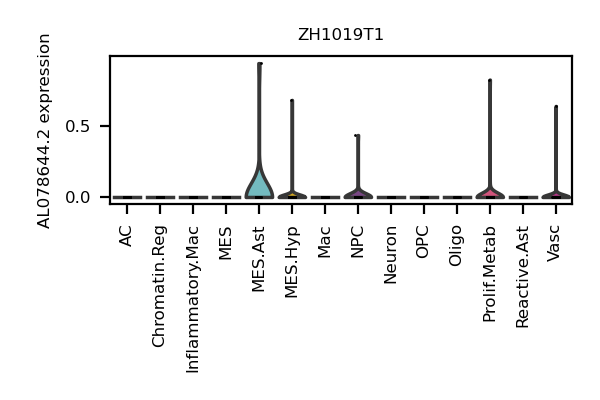 ZH1019T1
AL078644.2 expression
0.5
0.0
AC
Chromatin.Reg
Inflammatory.Mac
MES
MES.Ast
MES.Hyp
Mac
NPC
Neuron
OPC
Oligo
Prolif.Metab
Reactive.Ast
Vasc